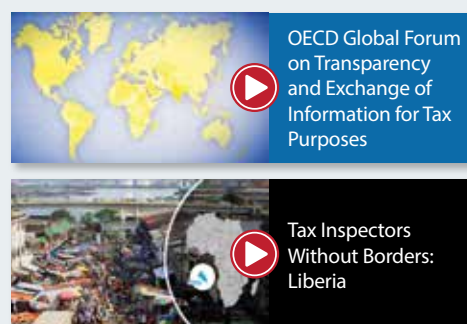 OECD Global Forum
on Transparency
and Exchange of
Information for Tax
Purposes
Tax Inspectors
Without Borders:
Liberia